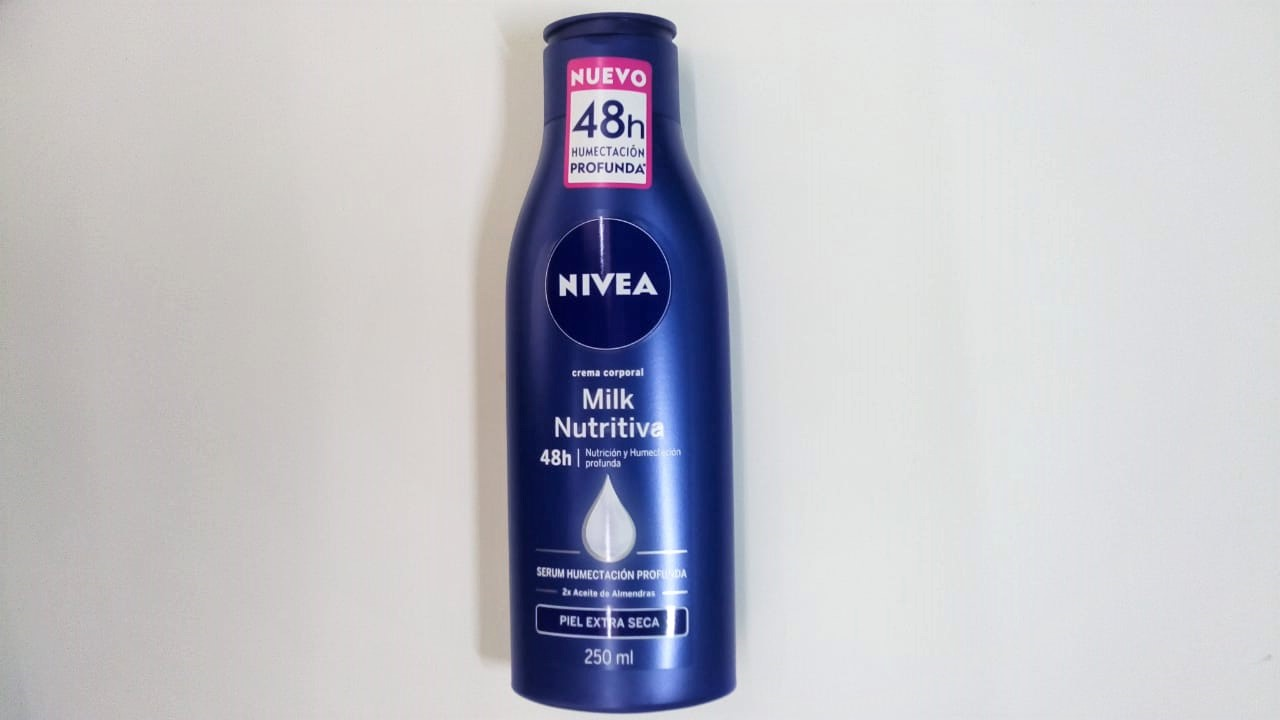 NUEVO
48h
HUMECTACIÓN
PROFUNDA*
NIVEA
crema corporal
Milk
Nutritiva
48h | Nutrición y Humectación
profunda
SERUM HUMECTACIÓN PROFUNDA
2x Aceite de Almendras
PIEL EXTRA SECA
250 ml